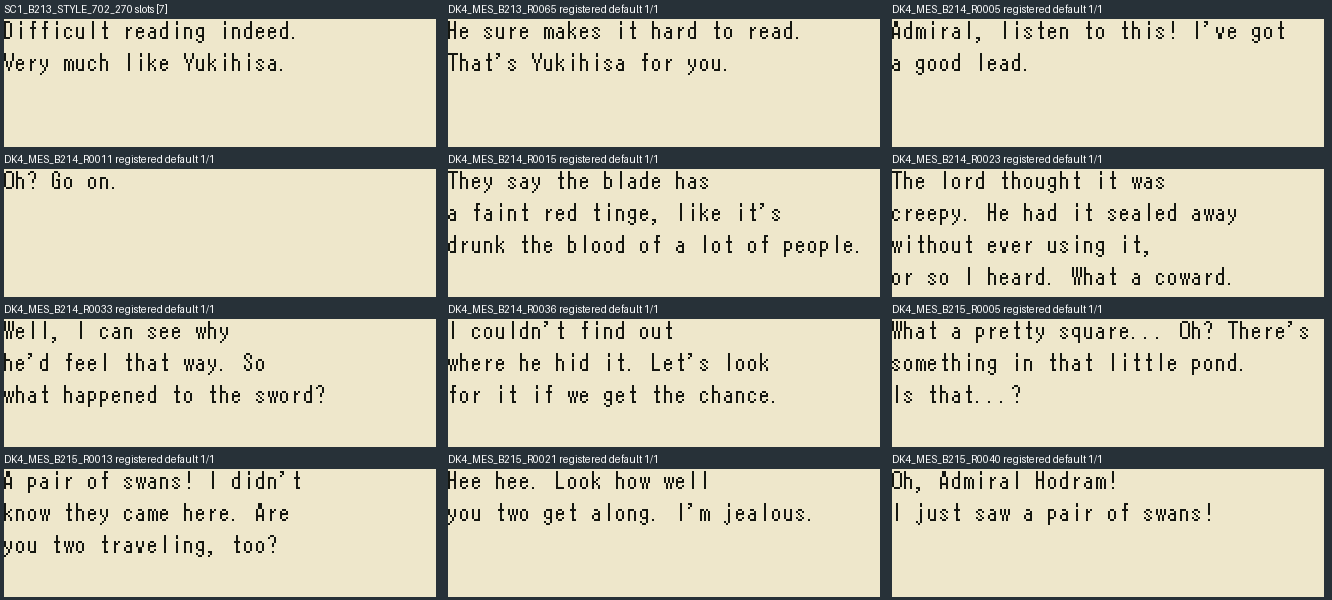 SC1_B213_STYLE_702_270 slots [7]
Difficult reading indeed.
Very much like Yukihisa.
DK4_MES_B213_R0065 registered default 1/1
He sure makes it hard to read.
That's Yukihisa for you.
DK4_MES_B214_R0005 registered default 1/1
Admiral, listen to this! I've got
a good lead.
DK4_MES_B214_R0011 registered default 1/1
Oh? Go on.
DK4_MES_B214_R0015 registered default 1/1
They say the blade has
a faint red tinge, like it's
drunk the blood of a lot of people.
DK4_MES_B214_R0023 registered default 1/1
The lord thought it was
creepy. He had it sealed away
without ever using it,
or so I heard. What a coward.
DK4_MES_B214_R0033 registered default 1/1
Well, I can see why
he'd feel that way. So
what happened to the sword?
DK4_MES_B214_R0036 registered default 1/1
I couldn't find out
where he hid it. Let's look
for it if we get the chance.
DK4_MES_B215_R0005 registered default 1/1
What a pretty square... Oh? There's
something in that little pond.
Is that...?
DK4_MES_B215_R0013 registered default 1/1
A pair of swans! I didn't
know they came here. Are
you two traveling, too?
DK4_MES_B215_R0021 registered default 1/1
Hee hee. Look how well
you two get along. I'm jealous.
DK4_MES_B215_R0040 registered default 1/1
Oh, Admiral Hodram!
I just saw a pair of swans!